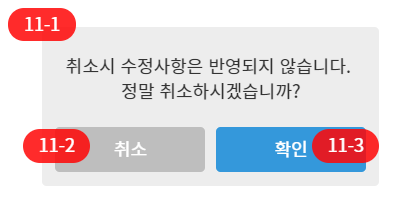 11-1
취소시 수정사항은 반영되지 않습니다.
정말 취소하시겠습니까?
11-2 취소 확인 11-3